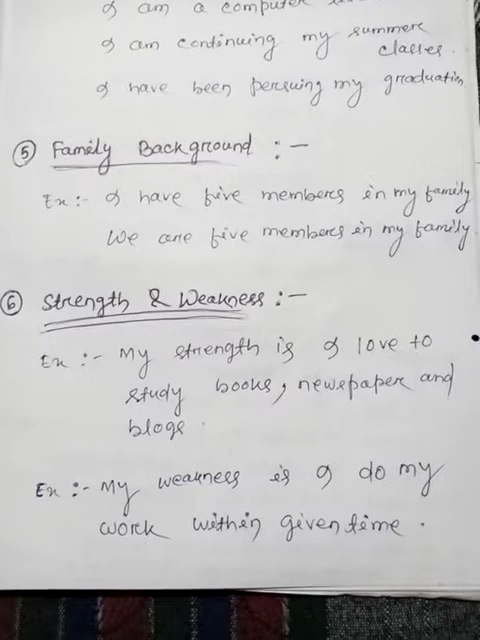 I am a computer
I am continuing my summer
classes.
I have been persuing my graduation
⑤ Family Background :-
Ex:- I have five members in my family
We are five members in my family.
⑥ Strength & Weakness :-
Ex :- My strength is I love to
study books, newspaper and
blogs.
Ex :- My weakness is I do my
work within given time.